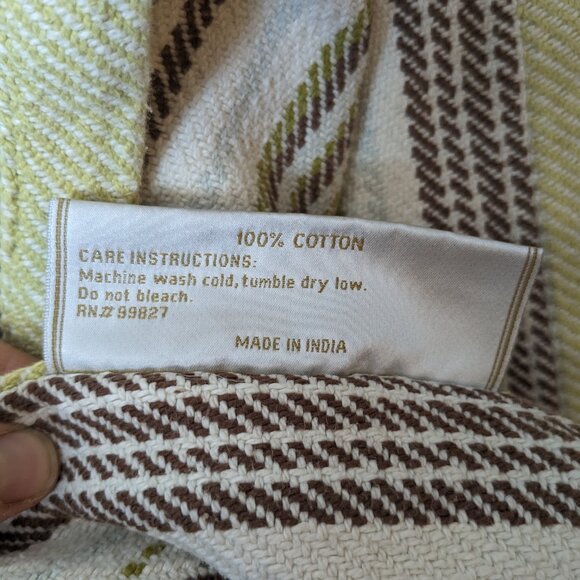 100% COTTON
CARE INSTRUCTIONS:
Machine wash cold, tumble dry low.
Do not bleach.
RN# 99827
MADE IN INDIA